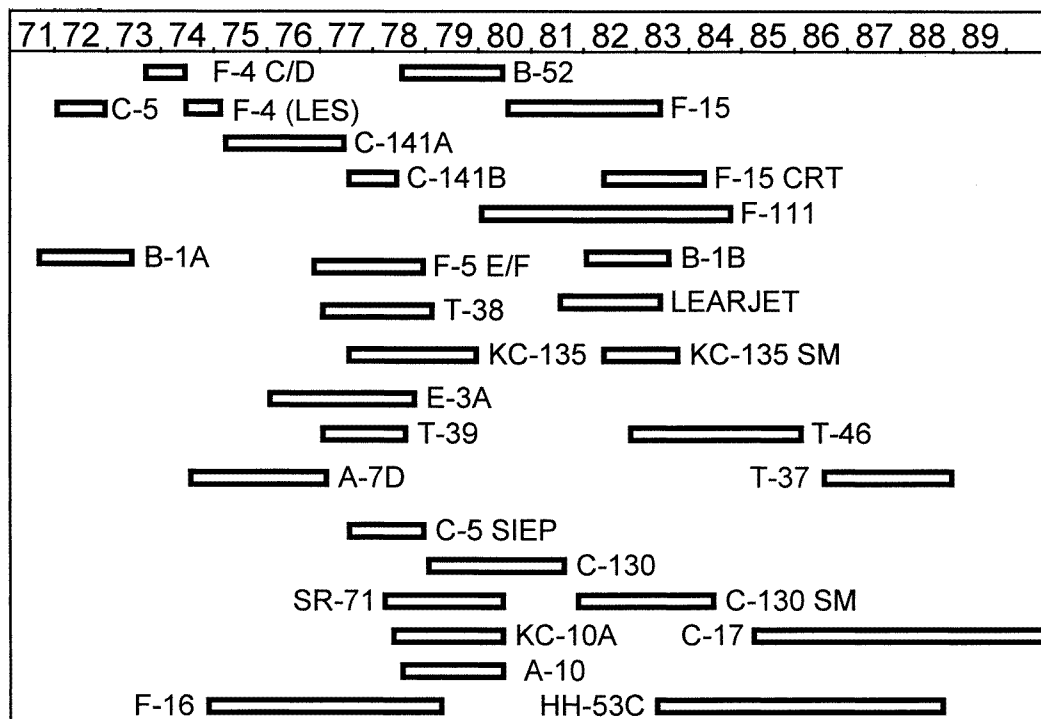 71 72 73 74 75 76 77 78 79 80 81 82 83 84 85 86 87 88 89
F-4 C/D B-52
C-5 F-4 (LES) F-15
C-141A
C-141B F-15 CRT
F-111
B-1A F-5 E/F B-1B
T-38 LEARJET
KC-135 KC-135 SM
E-3A
T-39 T-46
A-7D T-37
C-5 SIEP
C-130
SR-71 C-130 SM
KC-10A C-17
A-10
F-16 HH-53C